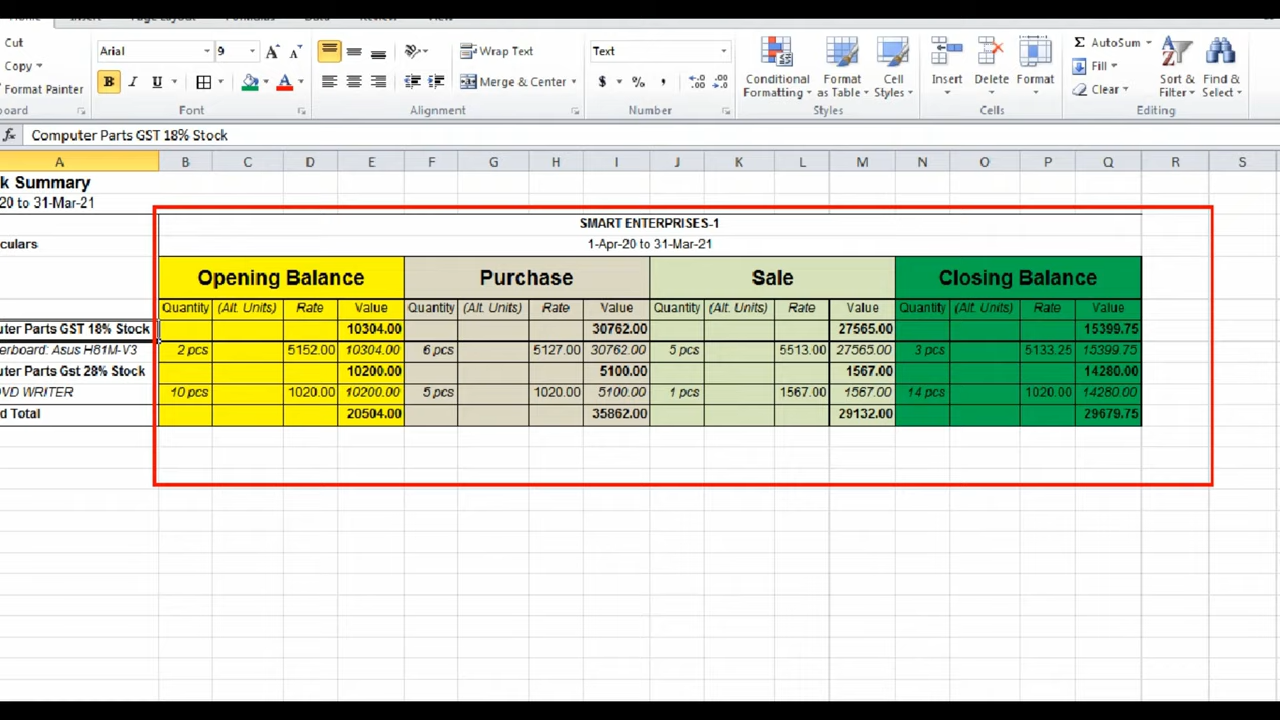 Cut
Copy
Format Painter
Arial 9
B I U
Wrap Text
Merge & Center
Text
$ % ,
Conditional Formatting
Format as Table
Cell Styles
Insert
Delete
Format
Σ AutoSum
Fill
Clear
Sort & Filter
Find & Select
board Font Alignment Number Styles Cells Editing
fx Computer Parts GST 18% Stock
A B C D E F G H I J K L M N O P Q R S
k Summary
20 to 31-Mar-21
SMART ENTERPRISES-1
culars 1-Apr-20 to 31-Mar-21
Opening Balance Purchase Sale Closing Balance
Quantity (Alt. Units) Rate Value Quantity (Alt. Units) Rate Value Quantity (Alt. Units) Rate Value Quantity (Alt. Units) Rate Value
uter Parts GST 18% Stock 10304.00 30762.00 27565.00 15399.75
erboard: Asus H81M-V3 2 pcs 5152.00 10304.00 6 pcs 5127.00 30762.00 5 pcs 5513.00 27565.00 3 pcs 5133.25 15399.75
uter Parts Gst 28% Stock 10200.00 5100.00 1567.00 14280.00
DVD WRITER 10 pcs 1020.00 10200.00 5 pcs 1020.00 5100.00 1 pcs 1567.00 1567.00 14 pcs 1020.00 14280.00
d Total 20504.00 35862.00 29132.00 29679.75